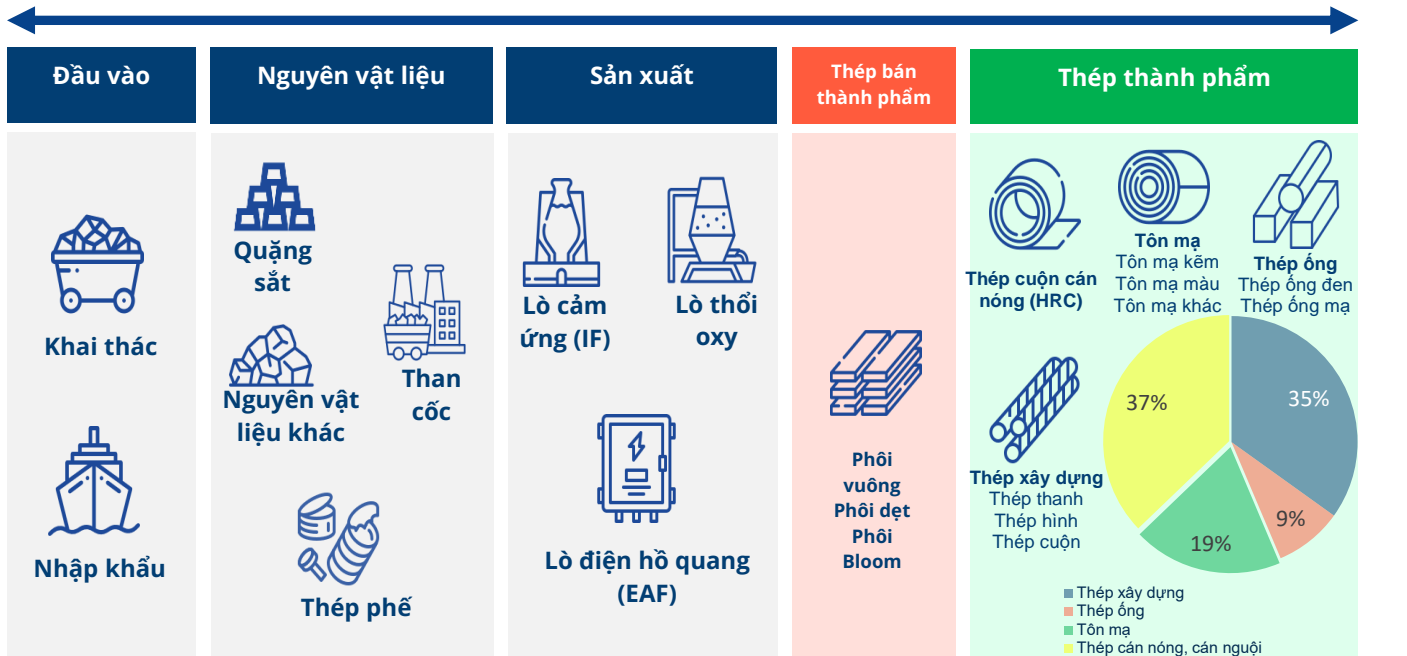 Đầu vào
Nguyên vật liệu
Sản xuất
Thép bán
thành phẩm
Thép thành phẩm
Khai thác
Nhập khẩu
Quặng
sắt
Nguyên vật
liệu khác
Than
cốc
Thép phế
Lò cảm
ứng (IF)
Lò thổi
oxy
Lò điện hồ quang
(EAF)
Phôi
vuông
Phôi dẹt
Phôi
Bloom
Thép cuộn cán
nóng (HRC)
Tôn mạ
Tôn mạ kẽm
Tôn mạ màu
Tôn mạ khác
Thép ống
Thép ống đen
Thép ống mạ
Thép xây dựng
Thép thanh
Thép hình
Thép cuộn
37%
35%
9%
19%
Thép xây dựng
Thép ống
Tôn mạ
Thép cán nóng, cán nguội